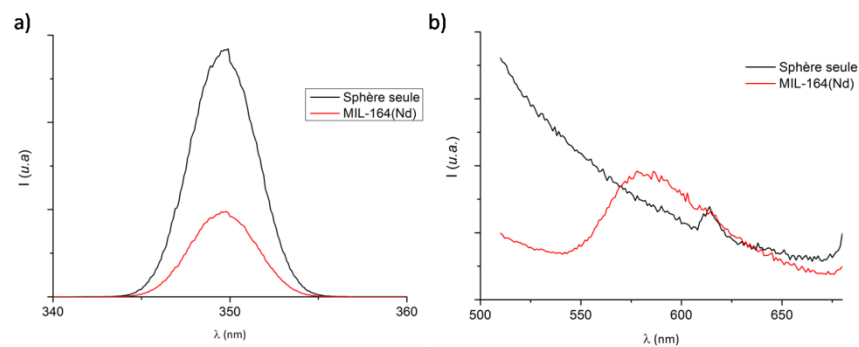 a)
I (u.a)
Sphère seule
MIL-164(Nd)
340
350
360
λ (nm)
b)
I (u.a.)
Sphère seule
MIL-164(Nd)
500
550
600
650
λ (nm)